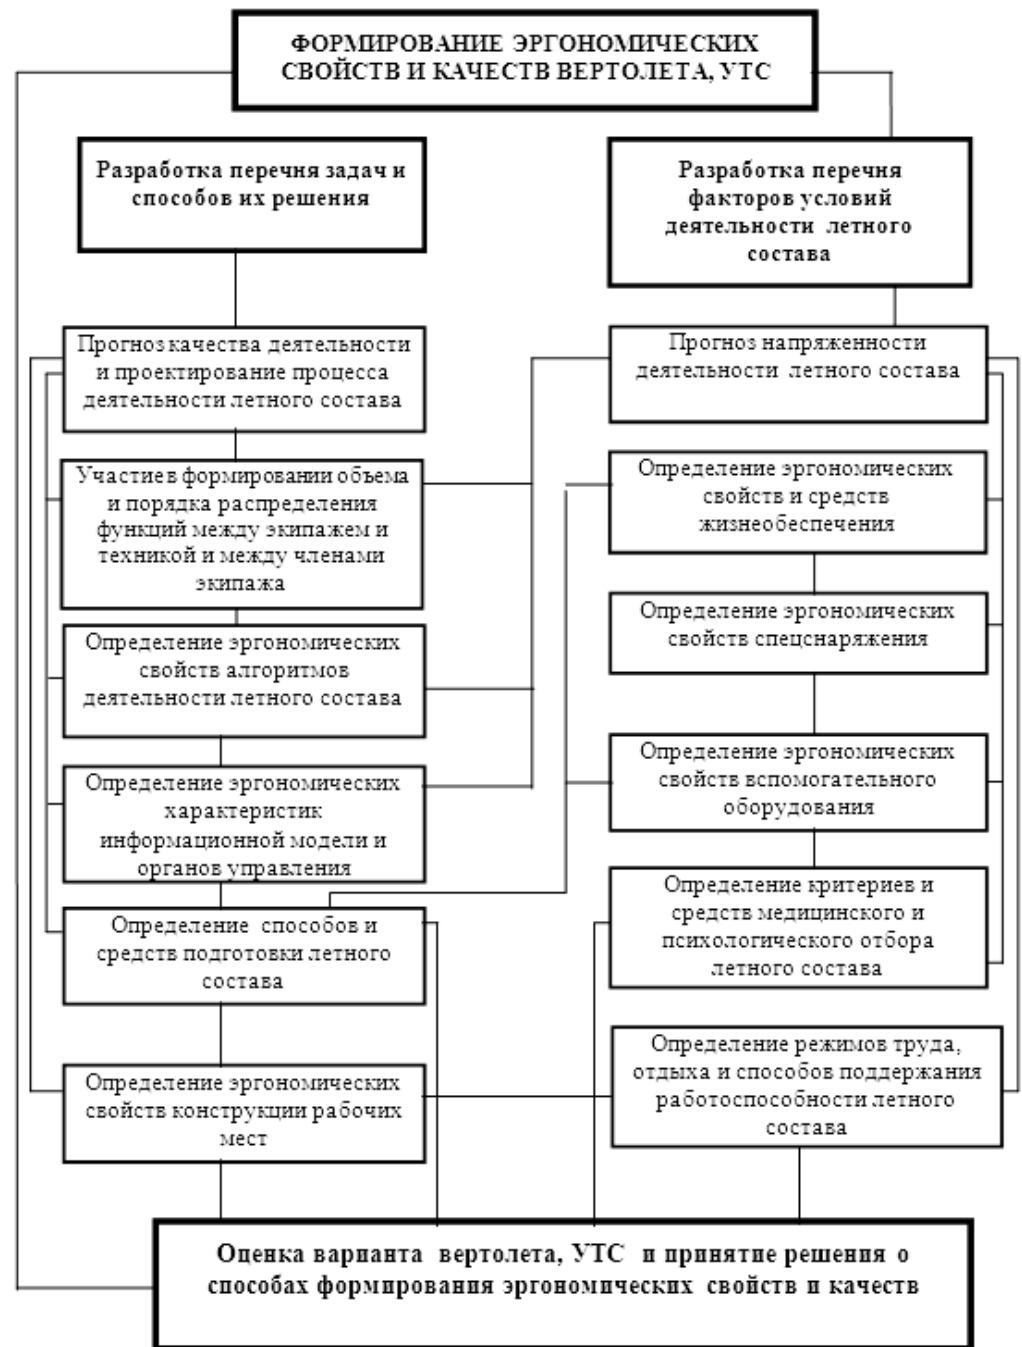 ФОРМИРОВАНИЕ ЭРГОНОМИЧЕСКИХ
СВОЙСТВ И КАЧЕСТВ ВЕРТОЛЕТА, УТС
Разработка перечня задач и
способов их решения
Разработка перечня
факторов условий
деятельности летного
состава
Прогноз качества деятельности
и проектирование процесса
деятельности летного состава
Участие в формировании объема
и порядка распределения
функций между экипажем и
техникой и между членами
экипажа
Определение эргономических
свойств алгоритмов
деятельности летного состава
Определение эргономических
характеристик
информационной модели и
органов управления
Определение способов и
средств подготовки летного
состава
Определение эргономических
свойств конструкции рабочих
мест
Прогноз напряженности
деятельности летного состава
Определение эргономических
свойств и средств
жизнеобеспечения
Определение эргономических
свойств спецснаряжения
Определение эргономических
свойств вспомогательного
оборудования
Определение критериев и
средств медицинского и
психологического отбора
летного состава
Определение режимов труда,
отдыха и способов поддержания
работоспособности летного
состава
Оценка варианта вертолета, УТС и принятие решения о
способах формирования эргономических свойств и качеств